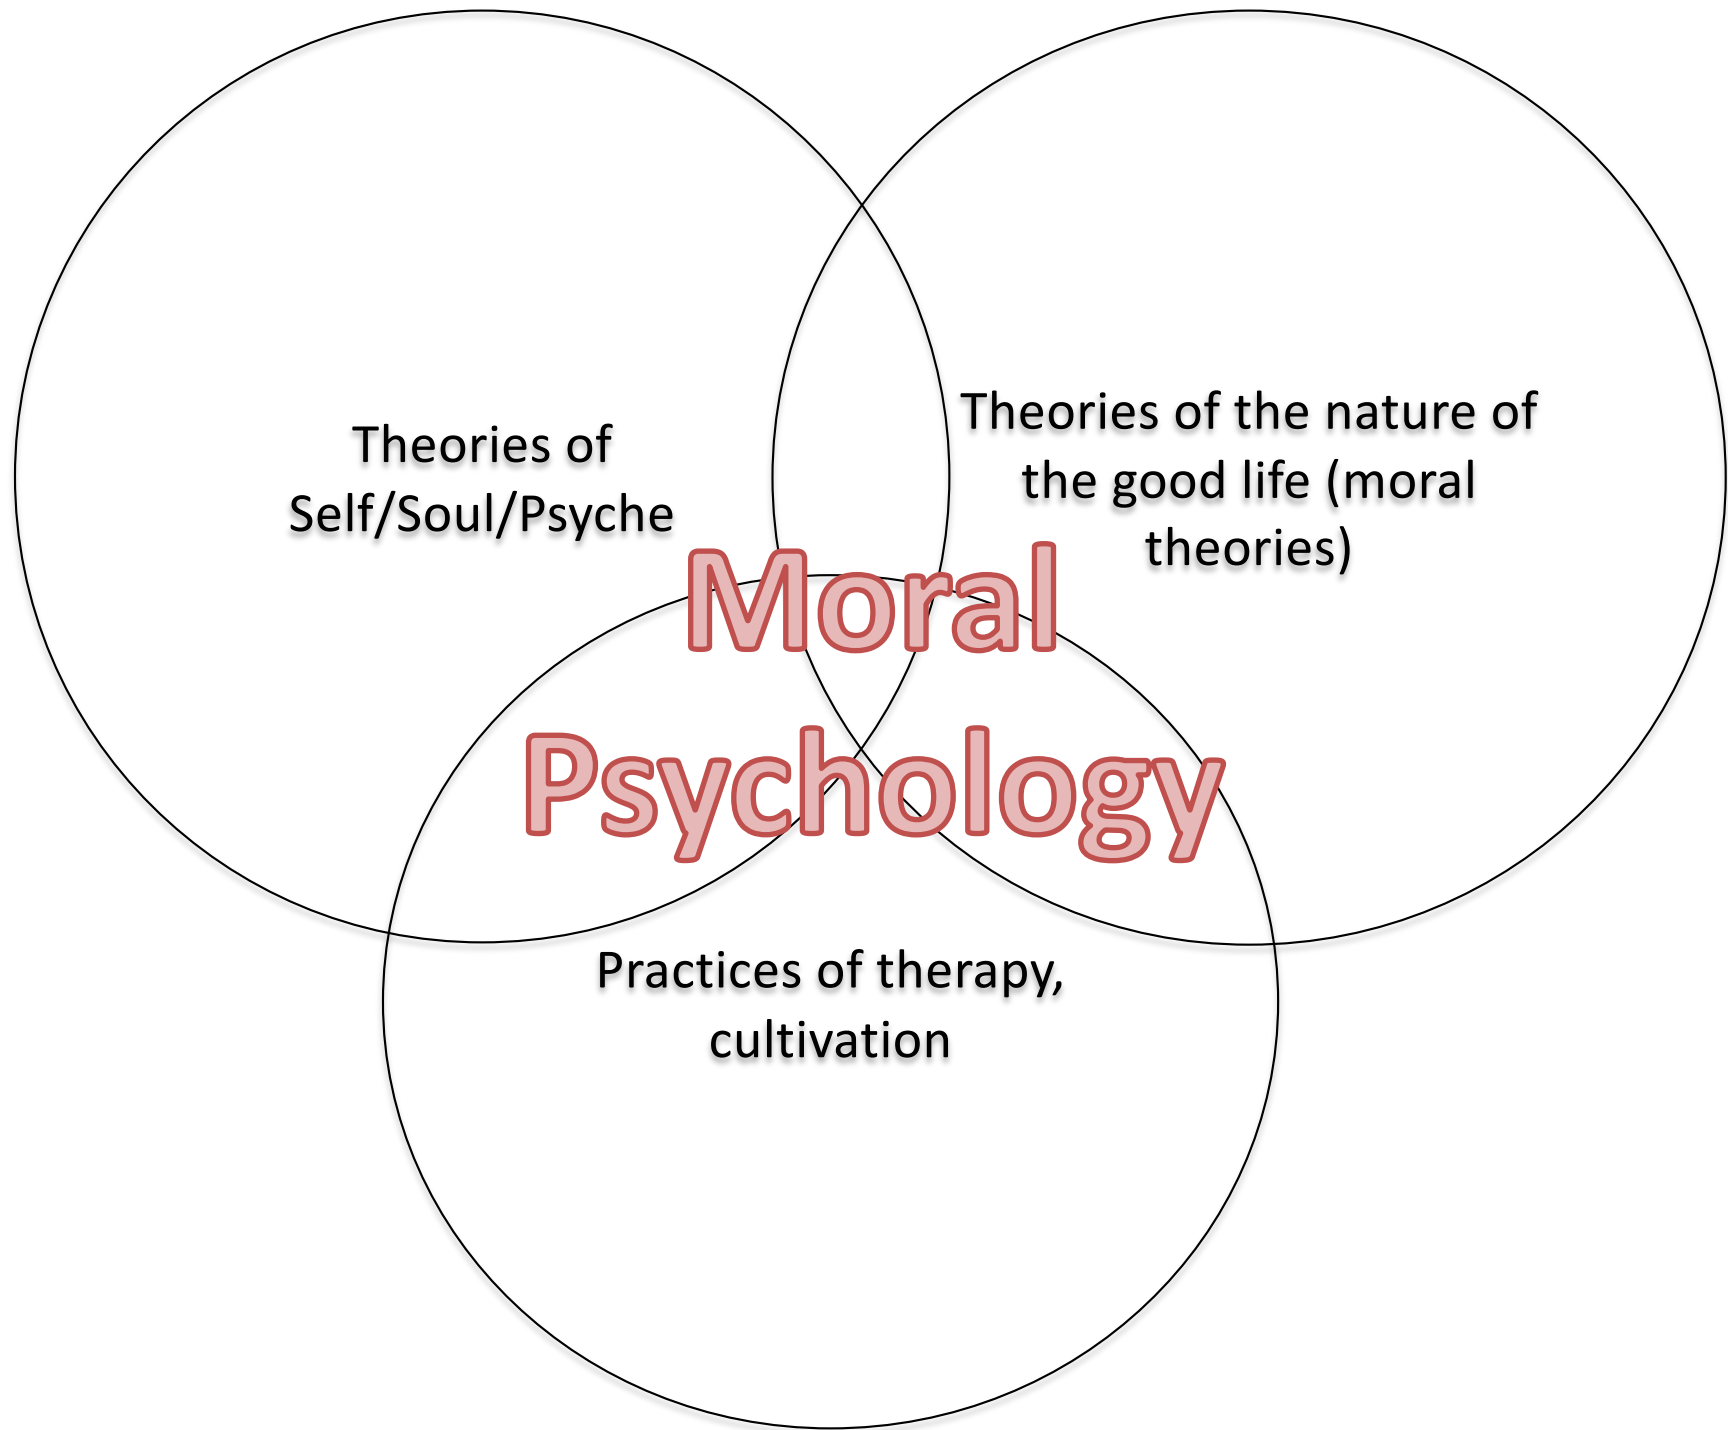 Theories of
Self/Soul/Psyche
Theories of the nature of
the good life (moral
theories)
Moral
Psychology
Practices of therapy,
cultivation